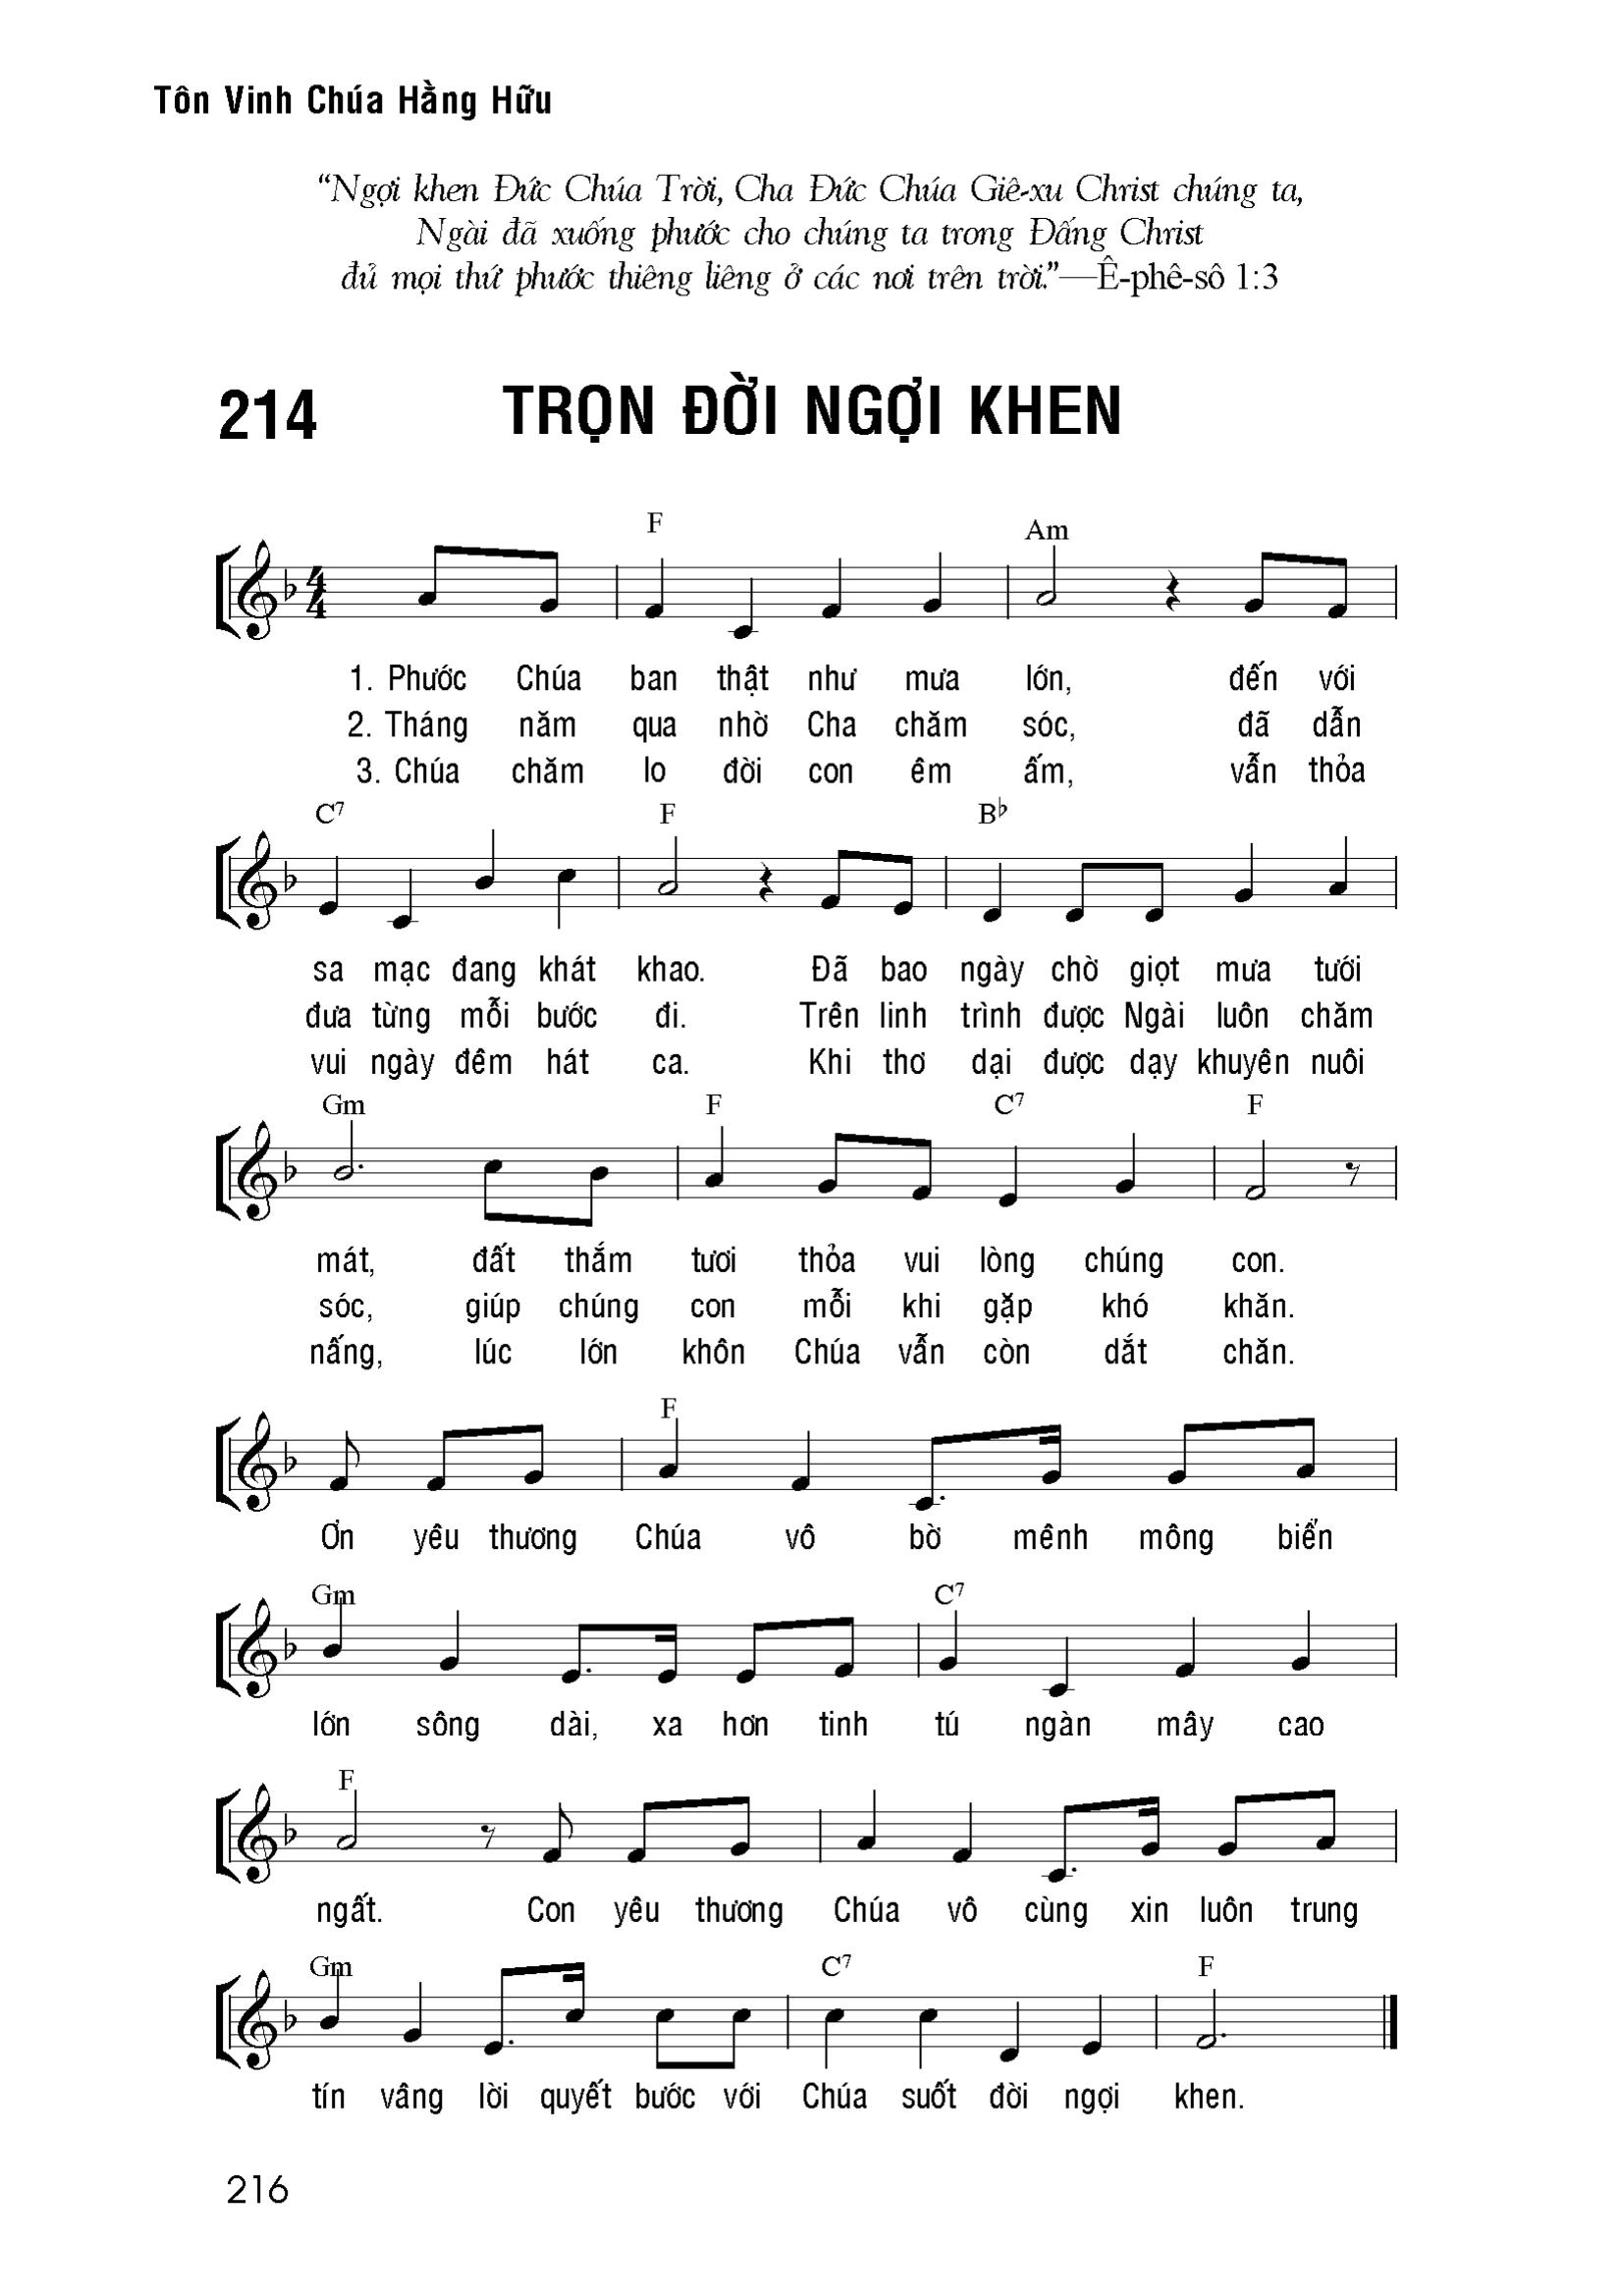 Tôn Vinh Chúa Hằng Hữu
“Ngợi khen Đức Chúa Trời, Cha Đức Chúa Giê-xu Christ chúng ta,
Ngài đã xuống phước cho chúng ta trong Đấng Christ
đủ mọi thứ phước thiêng liêng ở các nơi trên trời.”—Ê-phê-sô 1:3
214 TRỌN ĐỜI NGỢI KHEN
F Am
4
4
1. Phước Chúa ban thật như mưa lớn, đến với
2. Tháng năm qua nhờ Cha chăm sóc, đã dẫn
3. Chúa chăm lo đời con êm ấm, vẫn thỏa
C7 F B♭
sa mạc đang khát khao. Đã bao ngày chờ giọt mưa tưới
đưa từng mỗi bước đi. Trên linh trình được Ngài luôn chăm
vui ngày đêm hát ca. Khi thơ dại được dạy khuyên nuôi
Gm F C7 F
mát, đất thắm tươi thỏa vui lòng chúng con.
sóc, giúp chúng con mỗi khi gặp khó khăn.
nấng, lúc lớn khôn Chúa vẫn còn dắt chăn.
F
Ơn yêu thương Chúa vô bờ mênh mông biển
Gm C7
lớn sông dài, xa hơn tinh tú ngàn mây cao
F
ngất. Con yêu thương Chúa vô cùng xin luôn trung
Gm C7 F
tín vâng lời quyết bước với Chúa suốt đời ngợi khen.
216